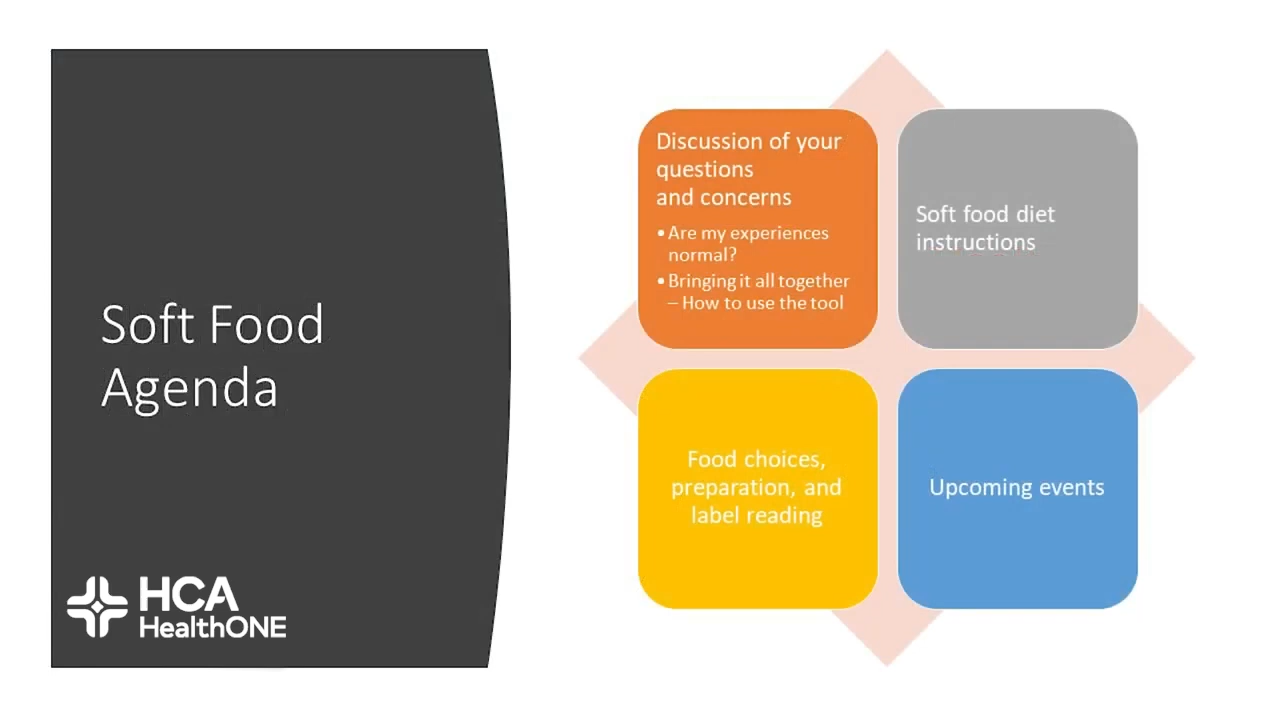 Soft Food
Agenda
HCA
HealthONE
Discussion of your
questions
and concerns
•Are my experiences
normal?
•Bringing it all together
– How to use the tool
Soft food diet
instructions
Food choices,
preparation, and
label reading
Upcoming events